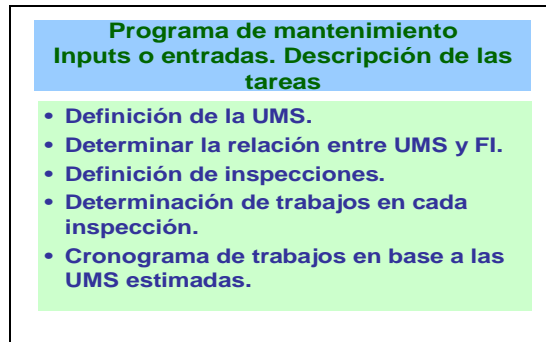 Programa de mantenimiento
Inputs o entradas. Descripción de las
tareas
• Definición de la UMS.
• Determinar la relación entre UMS y FI.
• Definición de inspecciones.
• Determinación de trabajos en cada
inspección.
• Cronograma de trabajos en base a las
UMS estimadas.